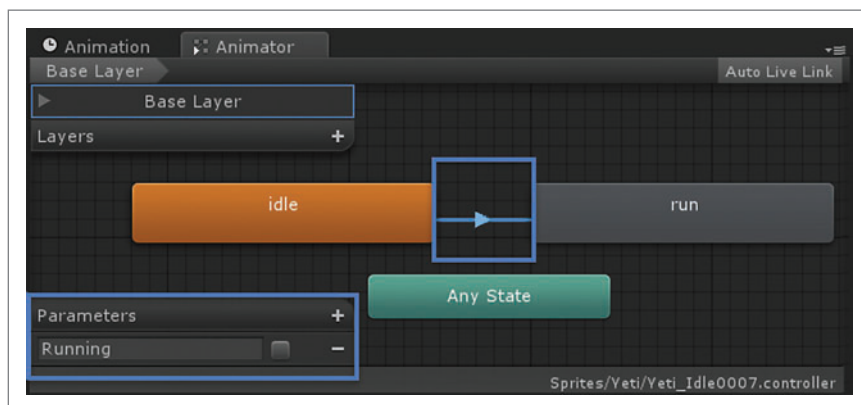 Animation Animator
Base Layer Auto Live Link
Base Layer
Layers +
idle run
Any State
Parameters +
Running −
Sprites/Yeti/Yeti_Idle0007.controller